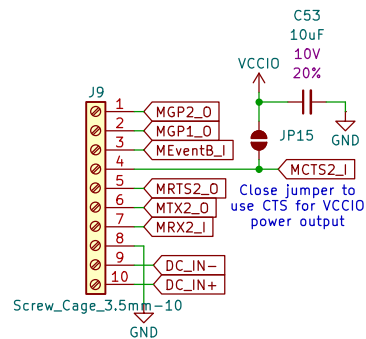 C53
10uF
10V
20%
VCCIO
GND
JP15
J9
1 MGP2_O
2 MGP1_O
3 MEventB_I
4 MCTS2_I
5 MRTS2_O
6 MTX2_O
7 MRX2_I
8
9 DC_IN-
10 DC_IN+
Close jumper to
use CTS for VCCIO
power output
Screw_Cage_3.5mm-10
GND